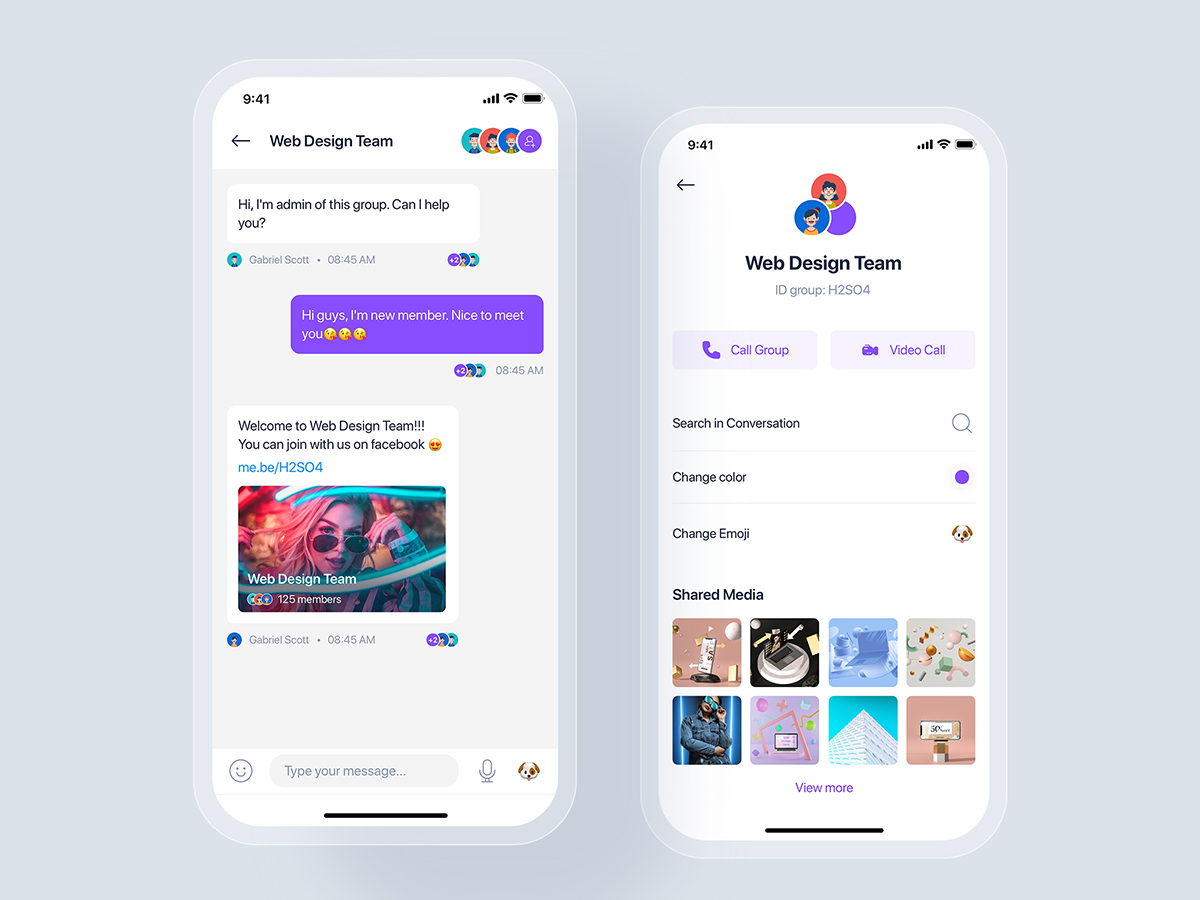 9:41
Web Design Team
Hi, I'm admin of this group. Can I help
you?
Gabriel Scott • 08:45 AM
+2
Hi guys, I'm new member. Nice to meet
you😘😘😘
+2
08:45 AM
Welcome to Web Design Team!!!
You can join with us on facebook 😍
me.be/H2SO4
Web Design Team
125 members
Gabriel Scott • 08:45 AM
+2
Type your message...
9:41
Web Design Team
ID group: H2SO4
Call Group
Video Call
Search in Conversation
Change color
Change Emoji
Shared Media
SALE
50% OFF
View more